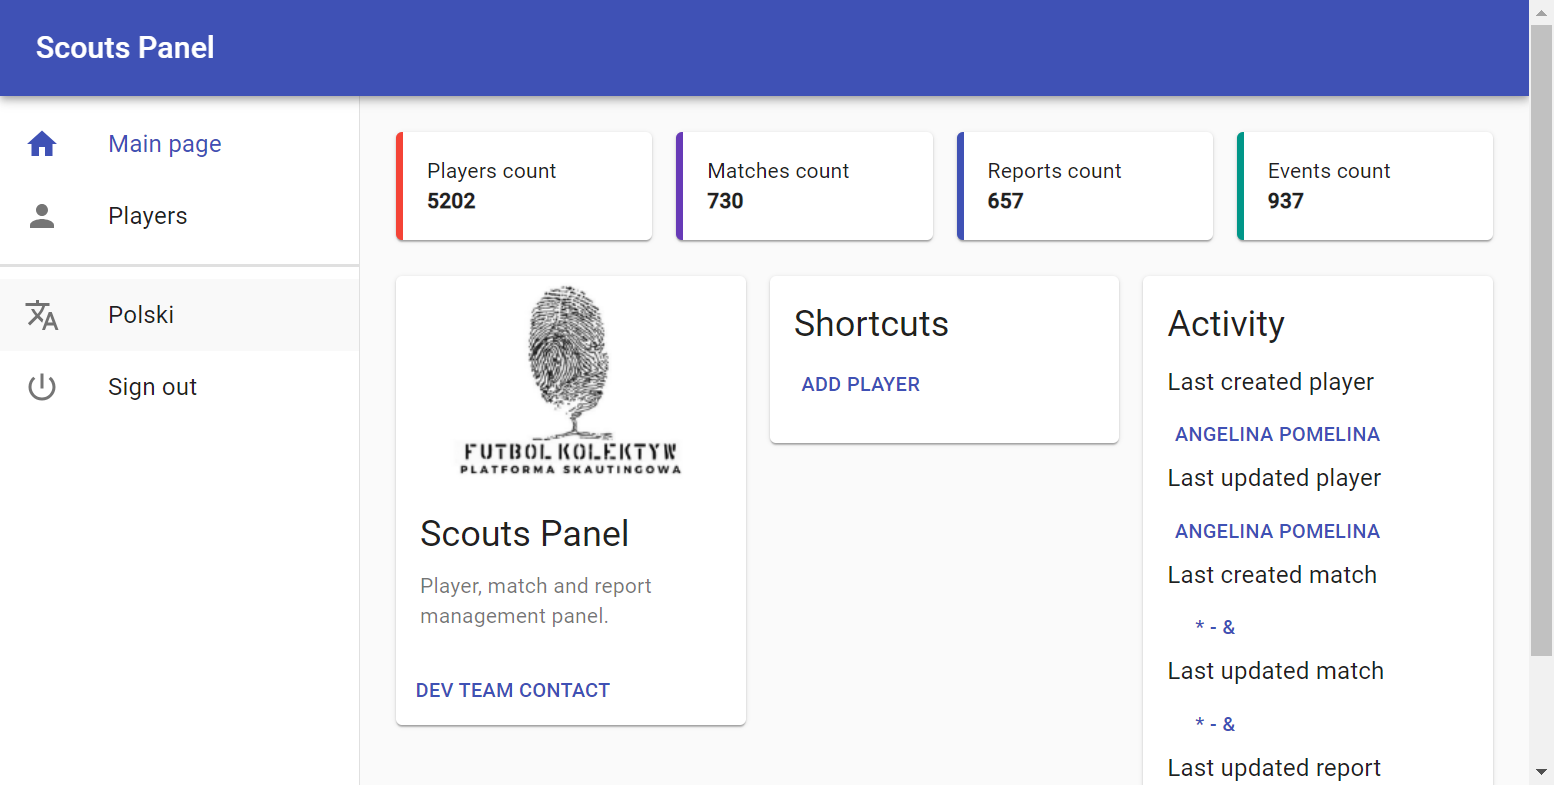 Scouts Panel
Main page
Players
Polski
Sign out
Players count
5202
Matches count
730
Reports count
657
Events count
937
FUTBOL KOLEKTYW
PLATFORMA SKAUTINGOWA
Scouts Panel
Player, match and report
management panel.
DEV TEAM CONTACT
Shortcuts
ADD PLAYER
Activity
Last created player
ANGELINA POMELINA
Last updated player
ANGELINA POMELINA
Last created match
* - &
Last updated match
* - &
Last updated report